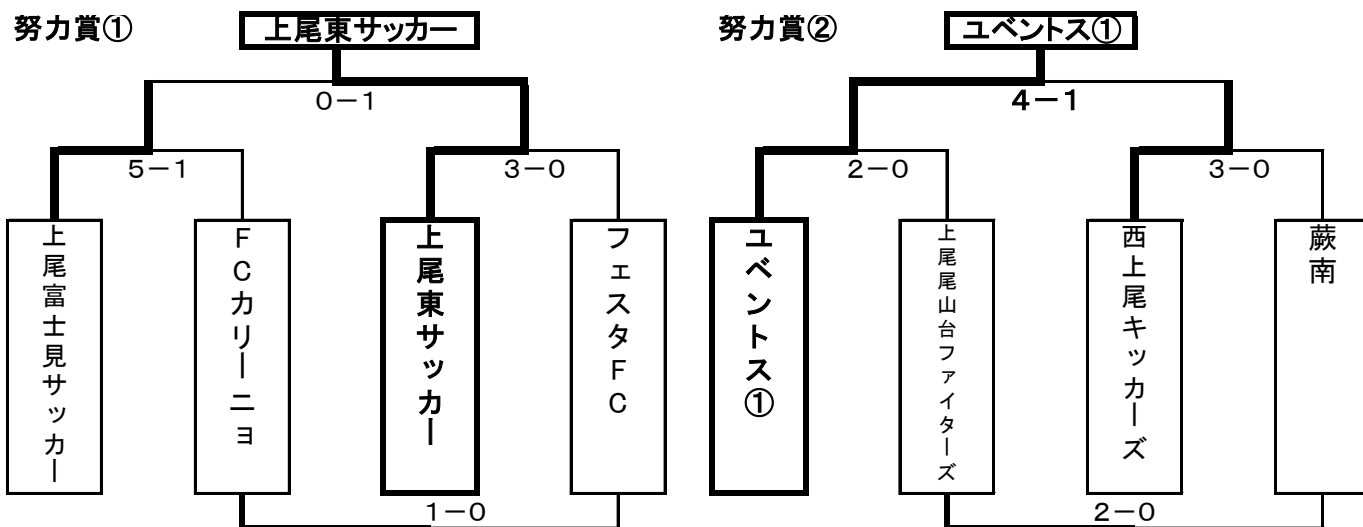 努力賞①
上尾東サッカー
0－1
5－1
3－0
上尾富士見サッカー
FCカリーニョ
上尾東サッカー
フェスタFC
1－0
努力賞②
ユベントス①
4－1
2－0
3－0
ユベントス①
上尾尾山台ファイターズ
西上尾キッカーズ
蕨南
2－0